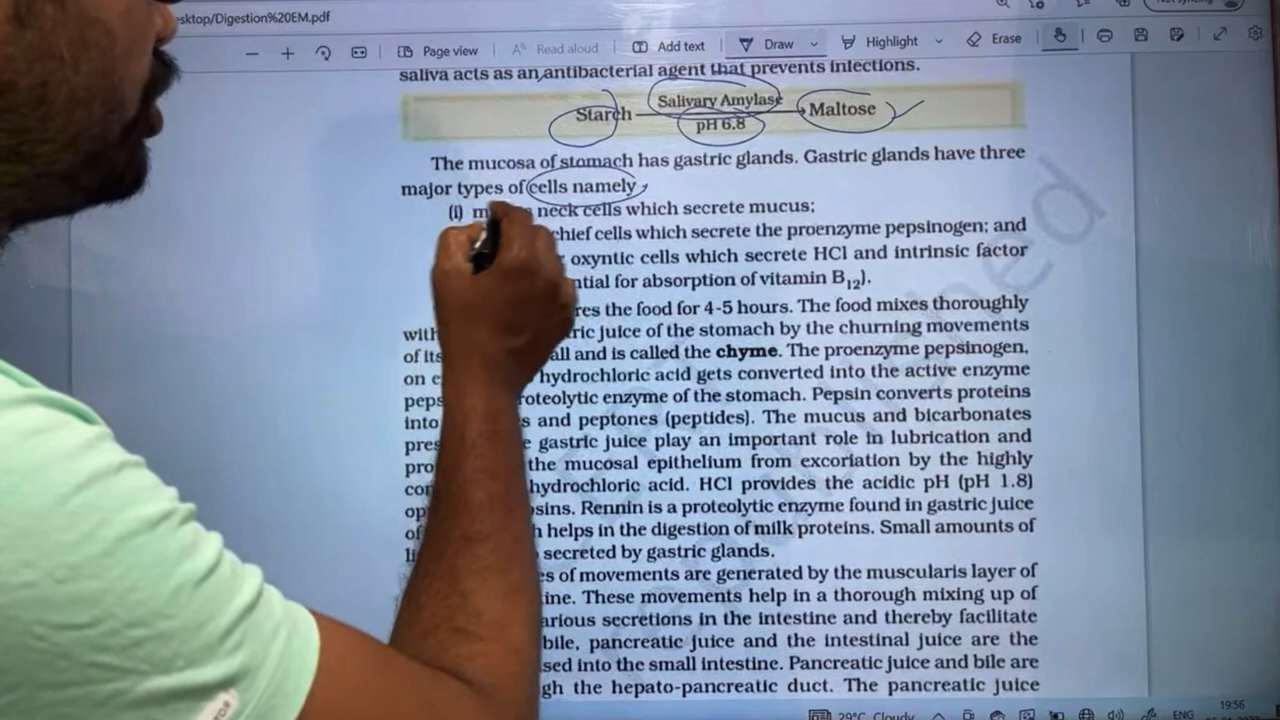 sktop/Digestion%20EM.pdf
Page view
Read aloud
Add text
Draw
Highlight
Erase
saliva acts as an antibacterial agent that prevents infections.
Starch Salivary Amylase Maltose
pH 6.8
The mucosa of stomach has gastric glands. Gastric glands have three
major types of cells namely
(i) neck cells which secrete mucus;
chief cells which secrete the proenzyme pepsinogen; and
oxyntic cells which secrete HCl and intrinsic factor
ntial for absorption of vitamin B12).
res the food for 4-5 hours. The food mixes thoroughly
with ric juice of the stomach by the churning movements
of its all and is called the chyme. The proenzyme pepsinogen,
on e hydrochloric acid gets converted into the active enzyme
peps roteolytic enzyme of the stomach. Pepsin converts proteins
into s and peptones (peptides). The mucus and bicarbonates
pres e gastric juice play an important role in lubrication and
pro the mucosal epithelium from excoriation by the highly
con hydrochloric acid. HCl provides the acidic pH (pH 1.8)
op sins. Rennin is a proteolytic enzyme found in gastric juice
of h helps in the digestion of milk proteins. Small amounts of
li secreted by gastric glands.
es of movements are generated by the muscularis layer of
ine. These movements help in a thorough mixing up of
arious secretions in the intestine and thereby facilitate
bile, pancreatic juice and the intestinal juice are the
sed into the small intestine. Pancreatic juice and bile are
gh the hepato-pancreatic duct. The pancreatic juice
29°C Cloudy
ENG
19:56